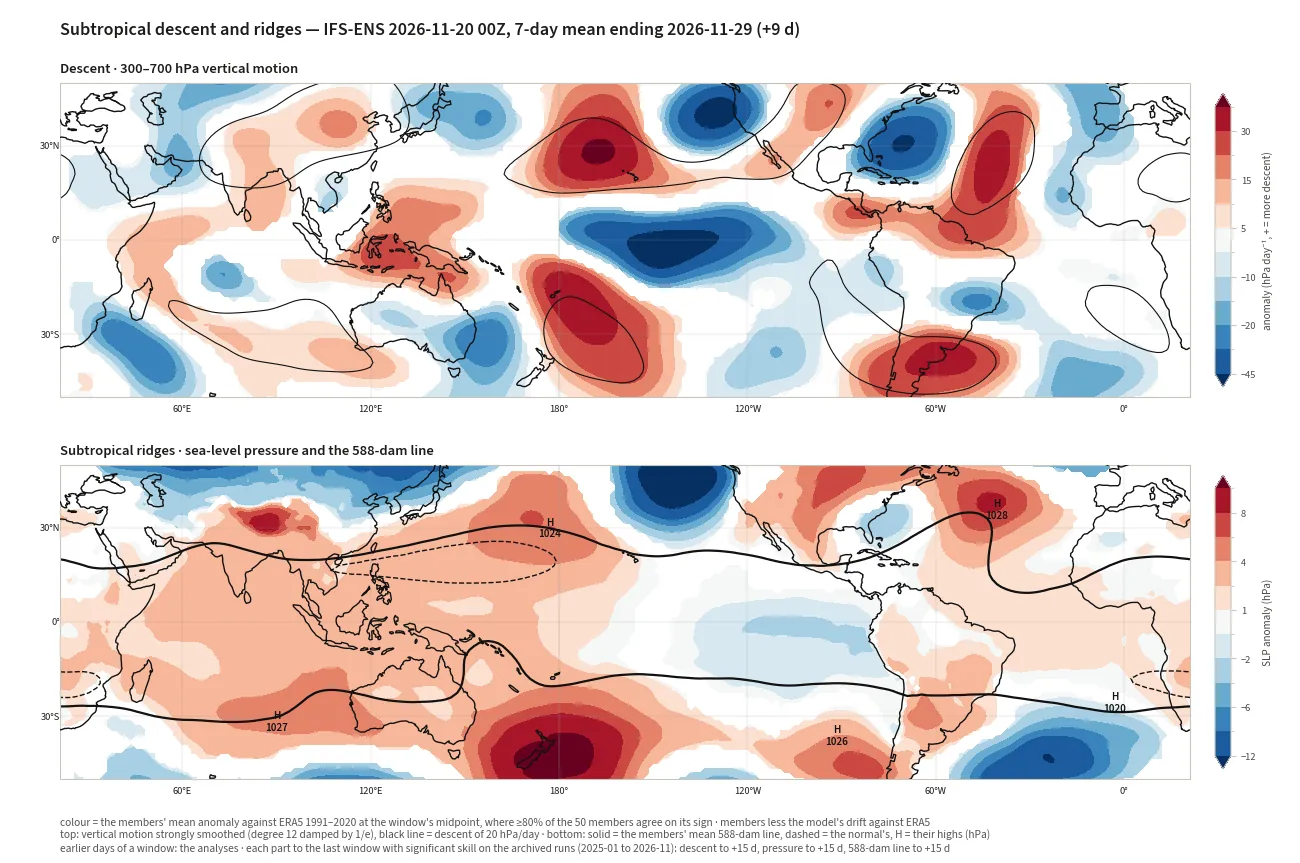 Subtropical descent and ridges — IFS-ENS 2026-11-20 00Z, 7-day mean ending 2026-11-29 (+9 d)
Descent · 300–700 hPa vertical motion
30°N
0°
30°S
60°E
120°E
180°
120°W
60°W
0°
30
15
5
−10
−20
−45
anomaly (hPa day⁻¹, + = more descent)
Subtropical ridges · sea-level pressure and the 588-dam line
30°N
0°
30°S
H
1024
H
1028
H
1027
H
1026
H
1020
60°E
120°E
180°
120°W
60°W
0°
8
4
1
−2
−6
−12
SLP anomaly (hPa)
colour = the members' mean anomaly against ERA5 1991–2020 at the window's midpoint, where ≥80% of the 50 members agree on its sign · members less the model's drift against ERA5
top: vertical motion strongly smoothed (degree 12 damped by 1/e), black line = descent of 20 hPa/day · bottom: solid = the members' mean 588-dam line, dashed = the normal's, H = their highs (hPa)
earlier days of a window: the analyses · each part to the last window with significant skill on the archived runs (2025-01 to 2026-11): descent to +15 d, pressure to +15 d, 588-dam line to +15 d